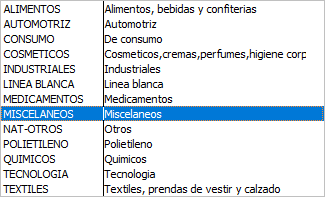 ALIMENTOS Alimentos, bebidas y confiterias
AUTOMOTRIZ Automotriz
CONSUMO De consumo
COSMETICOS Cosmeticos,cremas,perfumes,higiene corp
INDUSTRIALES Industriales
LINEA BLANCA Linea blanca
MEDICAMENTOS Medicamentos
MISCELANEOS Miscelaneos
NAT-OTROS Otros
POLIETILENO Polietileno
QUIMICOS Quimicos
TECNOLOGIA Tecnologia
TEXTILES Textiles, prendas de vestir y calzado